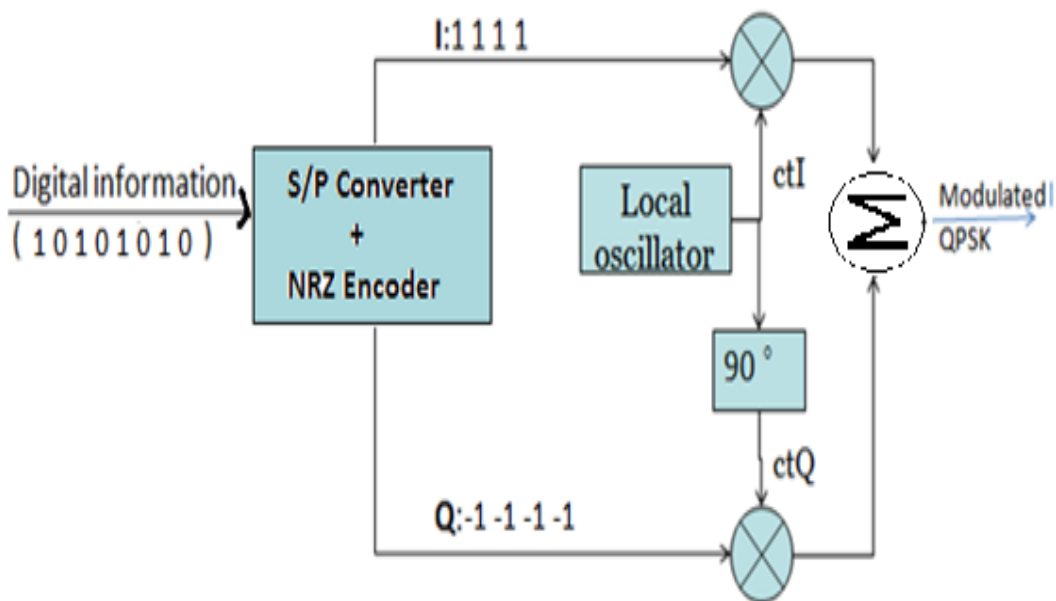 I:1 1 1 1
Digital information
( 1 0 1 0 1 0 1 0 )
S/P Converter
+
NRZ Encoder
Local
oscillator
ctI
Σ
Modulated
QPSK
90 °
ctQ
Q:-1 -1 -1 -1